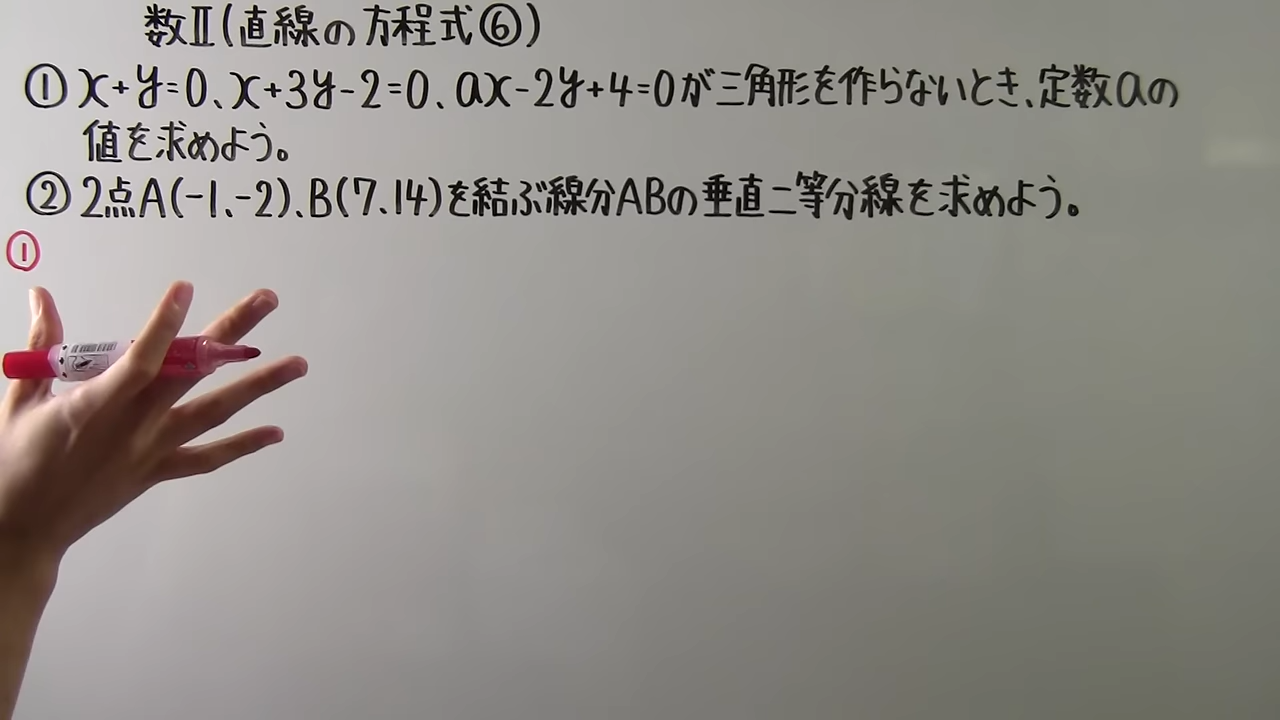 数Ⅱ(直線の方程式⑥)
① x+y=0、x+3y-2=0、ax-2y+4=0が三角形を作らないとき、定数aの
値を求めよう。
② 2点A(-1、-2)、B(7、14)を結ぶ線分ABの垂直二等分線を求めよう。
①